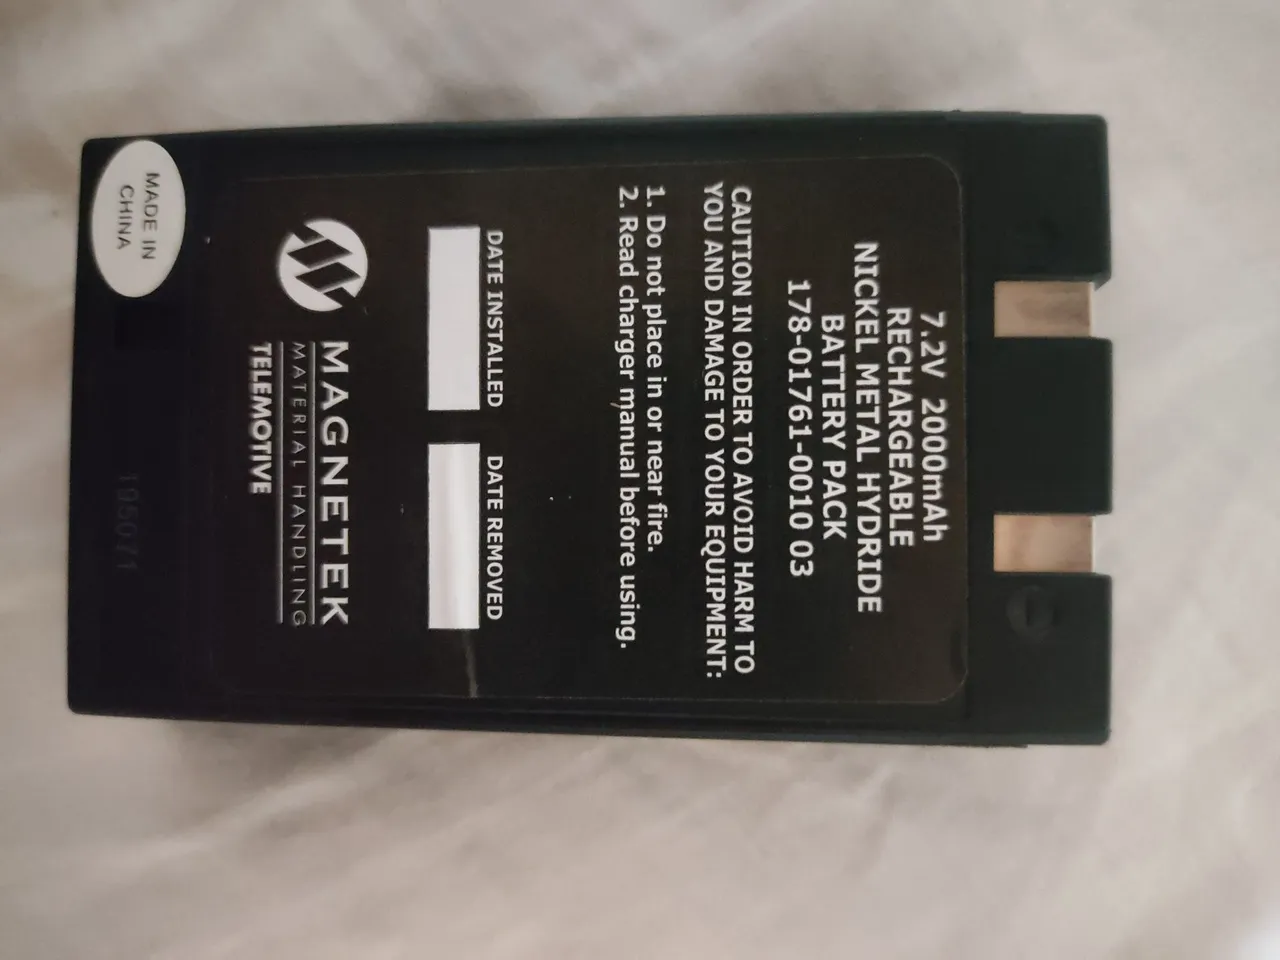 7.2V 2000mAh
RECHARGEABLE
NICKEL METAL HYDRIDE
BATTERY PACK
178-01761-0010 03
CAUTION IN ORDER TO AVOID HARM TO
YOU AND DAMAGE TO YOUR EQUIPMENT:
1. Do not place in or near fire.
2. Read charger manual before using.
DATE INSTALLED
DATE REMOVED
MAGNETEK
MATERIAL HANDLING
TELEMOTIVE
MADE IN
CHINA
195071